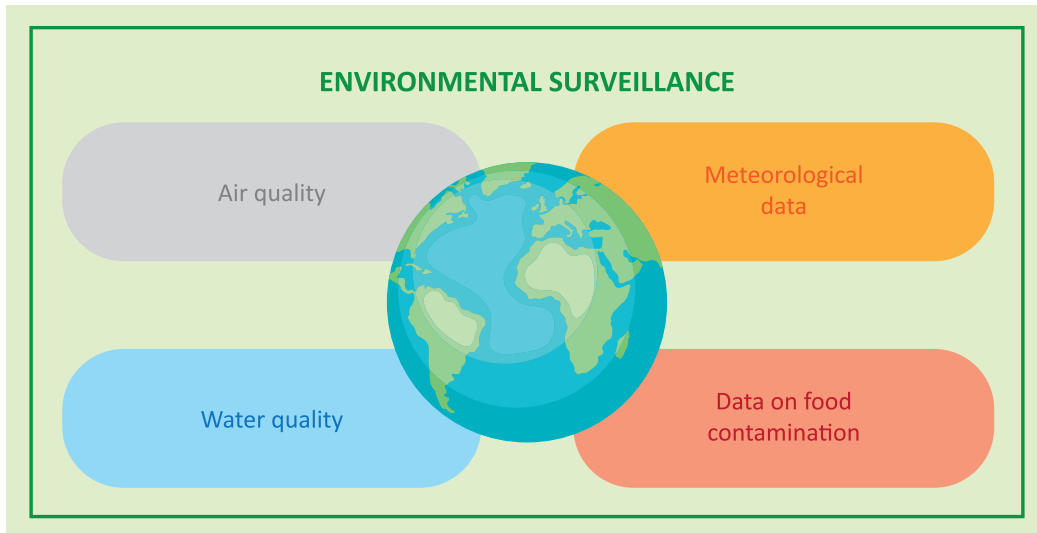 ENVIRONMENTAL SURVEILLANCE
Air quality
Meteorological
data
Water quality
Data on food
contamination